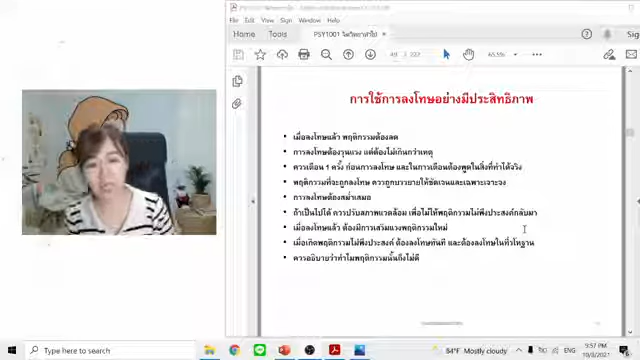 File Edit View Sign Window Help
Home Tools PSY1001 จิตวิทยาทั่วไป ×
49 / 222 65.5%
การใช้การลงโทษอย่างมีประสิทธิภาพ
• เมื่อลงโทษแล้ว พฤติกรรมต้องลด
• การลงโทษต้องรุนแรง แต่ต้องไม่เกินกว่าเหตุ
• ควรเตือน 1 ครั้ง ก่อนการลงโทษ และในการเตือนต้องพูดในสิ่งที่ทำได้จริง
• พฤติกรรมที่จะถูกลงโทษ ควรถูกบรรยายให้ชัดเจนและเฉพาะเจาะจง
• การลงโทษต้องสม่ำเสมอ
• ถ้าเป็นไปได้ ควรปรับสภาพแวดล้อม เพื่อไม่ให้พฤติกรรมไม่พึงประสงค์กลับมา
• เมื่อลงโทษแล้ว ต้องมีการเสริมแรงพฤติกรรมใหม่
• เมื่อเกิดพฤติกรรมไม่พึงประสงค์ ต้องลงโทษทันที และต้องลงโทษในที่รโหฐาน
• ควรอธิบายว่าทำไมพฤติกรรมนั้นถึงไม่ดี
Type here to search
84°F Mostly cloudy
ENG
9:57 PM
10/8/2021